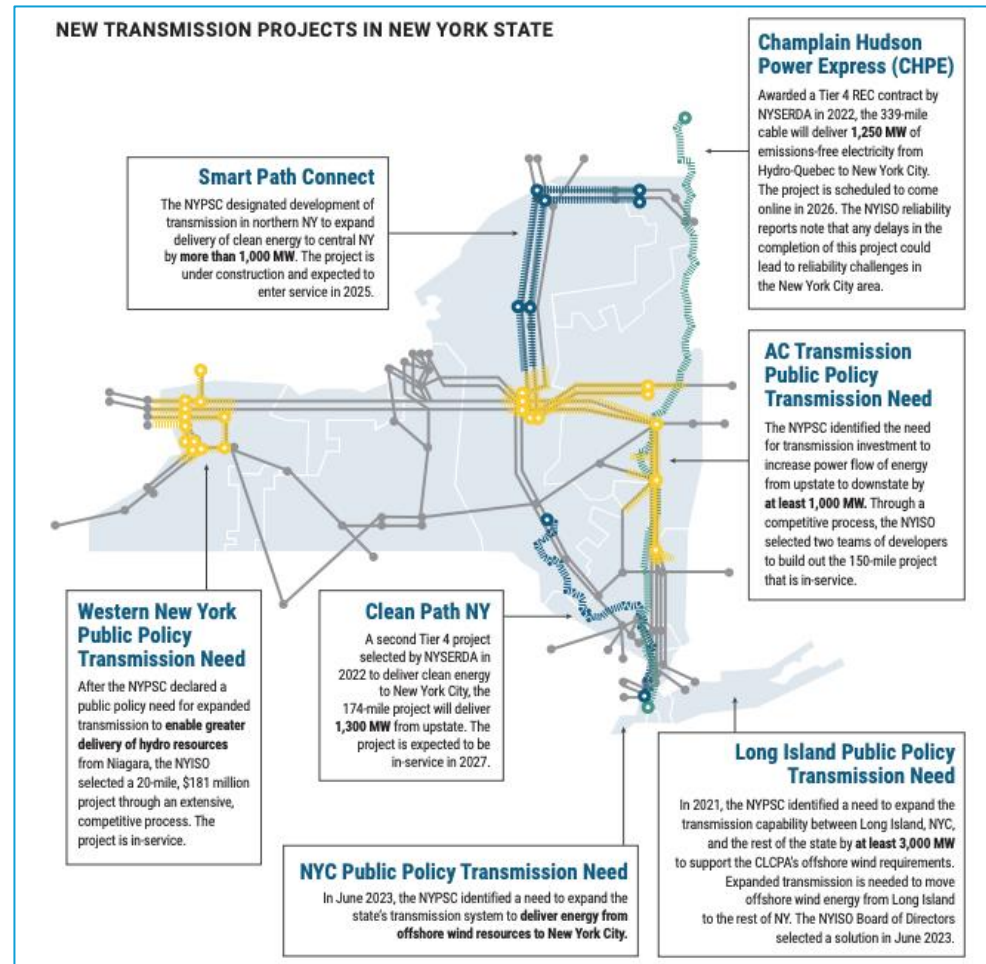 NEW TRANSMISSION PROJECTS IN NEW YORK STATE
Champlain Hudson
Power Express (CHPE)
Awarded a Tier 4 REC contract by
NYSERDA in 2022, the 339-mile
cable will deliver 1,250 MW of
emissions-free electricity from
Hydro-Quebec to New York City.
The project is scheduled to come
online in 2026. The NYISO reliability
reports note that any delays in the
completion of this project could
lead to reliability challenges in
the New York City area.
Smart Path Connect
The NYPSC designated development of
transmission in northern NY to expand
delivery of clean energy to central NY
by more than 1,000 MW. The project is
under construction and expected to
enter service in 2025.
AC Transmission
Public Policy
Transmission Need
The NYPSC identified the need
for transmission investment to
increase power flow of energy
from upstate to downstate by
at least 1,000 MW. Through a
competitive process, the NYISO
selected two teams of developers
to build out the 150-mile project
that is in-service.
Western New York
Public Policy
Transmission Need
After the NYPSC declared a
public policy need for expanded
transmission to enable greater
delivery of hydro resources
from Niagara, the NYISO
selected a 20-mile, $181 million
project through an extensive,
competitive process. The
project is in-service.
Clean Path NY
A second Tier 4 project
selected by NYSERDA in
2022 to deliver clean energy
to New York City, the
174-mile project will deliver
1,300 MW from upstate. The
project is expected to be
in-service in 2027.
Long Island Public Policy
Transmission Need
In 2021, the NYPSC identified a need to expand the
transmission capability between Long Island, NYC,
and the rest of the state by at least 3,000 MW
to support the CLCPA's offshore wind requirements.
Expanded transmission is needed to move
offshore wind energy from Long Island
to the rest of NY. The NYISO Board of Directors
selected a solution in June 2023.
NYC Public Policy Transmission Need
In June 2023, the NYPSC identified a need to expand the
state's transmission system to deliver energy from
offshore wind resources to New York City.